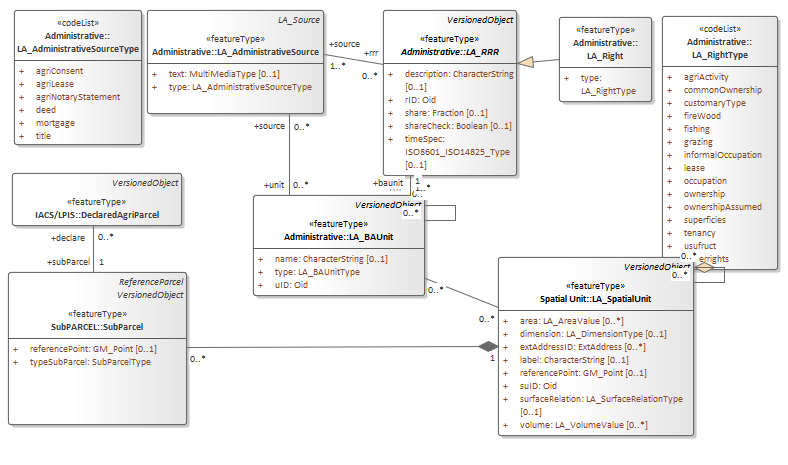 «codeList»
Administrative::
LA_AdministrativeSourceType
+ agriConsent
+ agriLease
+ agriNotaryStatement
+ deed
+ mortgage
+ title
LA_Source
«featureType»
Administrative::LA_AdministrativeSource
+ text: MultiMediaType [0..1]
+ type: LA_AdministrativeSourceType
+source
1..*
+rrr
0..*
VersionedObject
«featureType»
Administrative::LA_RRR
+ description: CharacterString
[0..1]
+ rID: Oid
+ share: Fraction [0..1]
+ shareCheck: Boolean [0..1]
+ timeSpec:
ISO8601_ISO14825_Type
[0..1]
«featureType»
Administrative::
LA_Right
+ type:
LA_RightType
«codeList»
Administrative::
LA_RightType
+ agriActivity
+ commonOwnership
+ customaryType
+ fireWood
+ fishing
+ grazing
+ informalOccupation
+ lease
+ occupation
+ ownership
+ ownershipAssumed
+ superficies
+ tenancy
+ usufruct
errights
+source 0..*
+unit 0..*
+baunit 1
1..*
0..*
VersionedObject
0..*
«featureType»
Administrative::LA_BAUnit
+ name: CharacterString [0..1]
+ type: LA_BAUnitType
+ uID: Oid
0..*
0..*
VersionedObject
«featureType»
IACS/LPIS::DeclaredAgriParcel
+declare 0..*
+subParcel 1
ReferenceParcel
VersionedObject
«featureType»
SubPARCEL::SubParcel
+ referencePoint: GM_Point [0..1]
+ typeSubParcel: SubParcelType
0..*
1
0..*
VersionedObject
0..*
«featureType»
Spatial Unit::LA_SpatialUnit
+ area: LA_AreaValue [0..*]
+ dimension: LA_DimensionType [0..1]
+ extAddressID: ExtAddress [0..*]
+ label: CharacterString [0..1]
+ referencePoint: GM_Point [0..1]
+ suID: Oid
+ surfaceRelation: LA_SurfaceRelationType
[0..1]
+ volume: LA_VolumeValue [0..*]